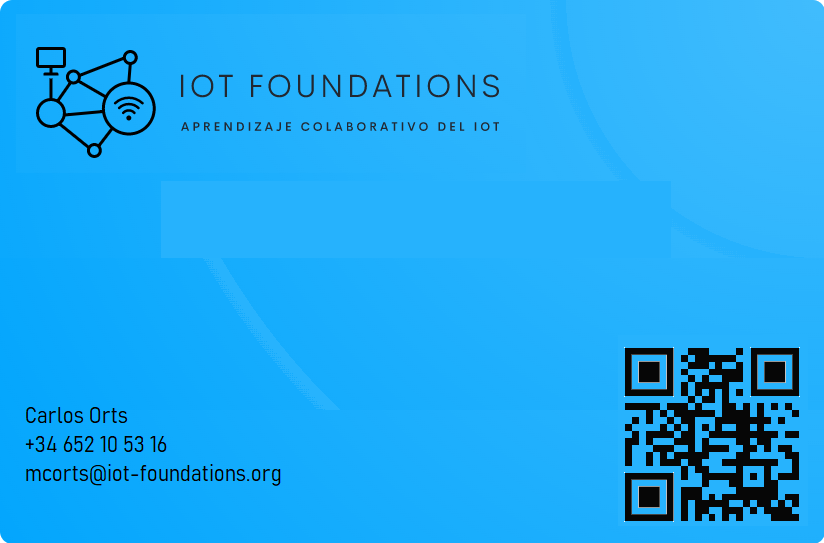 IOT FOUNDATIONS
APRENDIZAJE COLABORATIVO DEL IOT
Carlos Orts
+34 652 10 53 16
mcorts@iot-foundations.org